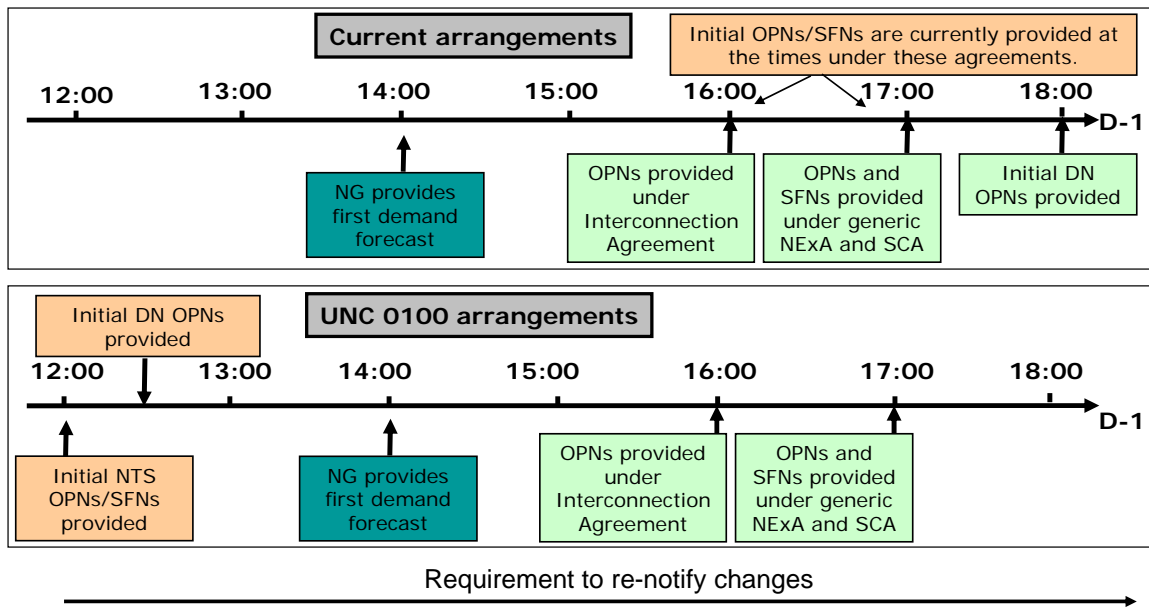 Current arrangements
Initial OPNs/SFNs are currently provided at
the times under these agreements.
12:00
13:00
14:00
15:00
16:00
17:00
18:00
D-1
NG provides
first demand
forecast
OPNs provided
under
Interconnection
Agreement
OPNs and
SFNs provided
under generic
NExA and SCA
Initial DN
OPNs provided
Initial DN OPNs
provided
UNC 0100 arrangements
12:00
13:00
14:00
15:00
16:00
17:00
18:00
D-1
Initial NTS
OPNs/SFNs
provided
NG provides
first demand
forecast
OPNs provided
under
Interconnection
Agreement
OPNs and
SFNs provided
under generic
NExA and SCA
Requirement to re-notify changes